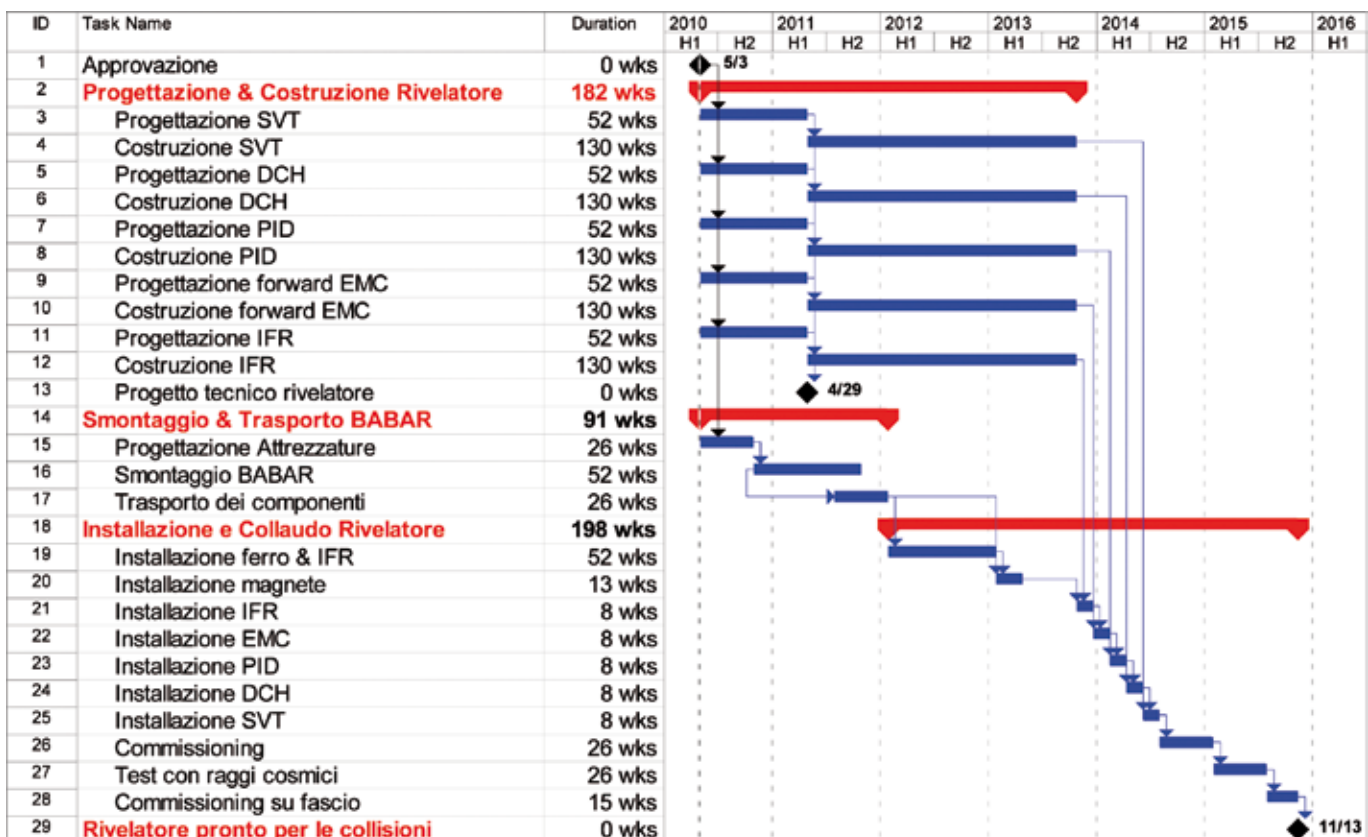 ID Task Name Duration 2010 2011 2012 2013 2014 2015 2016
H1 H2 H1 H2 H1 H2 H1 H2 H1 H2 H1 H2 H1
1 Approvazione 0 wks 5/3
2 Progettazione & Costruzione Rivelatore 182 wks
3 Progettazione SVT 52 wks
4 Costruzione SVT 130 wks
5 Progettazione DCH 52 wks
6 Costruzione DCH 130 wks
7 Progettazione PID 52 wks
8 Costruzione PID 130 wks
9 Progettazione forward EMC 52 wks
10 Costruzione forward EMC 130 wks
11 Progettazione IFR 52 wks
12 Costruzione IFR 130 wks
13 Progetto tecnico rivelatore 0 wks 4/29
14 Smontaggio & Trasporto BABAR 91 wks
15 Progettazione Attrezzature 26 wks
16 Smontaggio BABAR 52 wks
17 Trasporto dei componenti 26 wks
18 Installazione e Collaudo Rivelatore 198 wks
19 Installazione ferro & IFR 52 wks
20 Installazione magnete 13 wks
21 Installazione IFR 8 wks
22 Installazione EMC 8 wks
23 Installazione PID 8 wks
24 Installazione DCH 8 wks
25 Installazione SVT 8 wks
26 Commissioning 26 wks
27 Test con raggi cosmici 26 wks
28 Commissioning su fascio 15 wks
29 Rivelatore pronto per le collisioni 0 wks 11/13